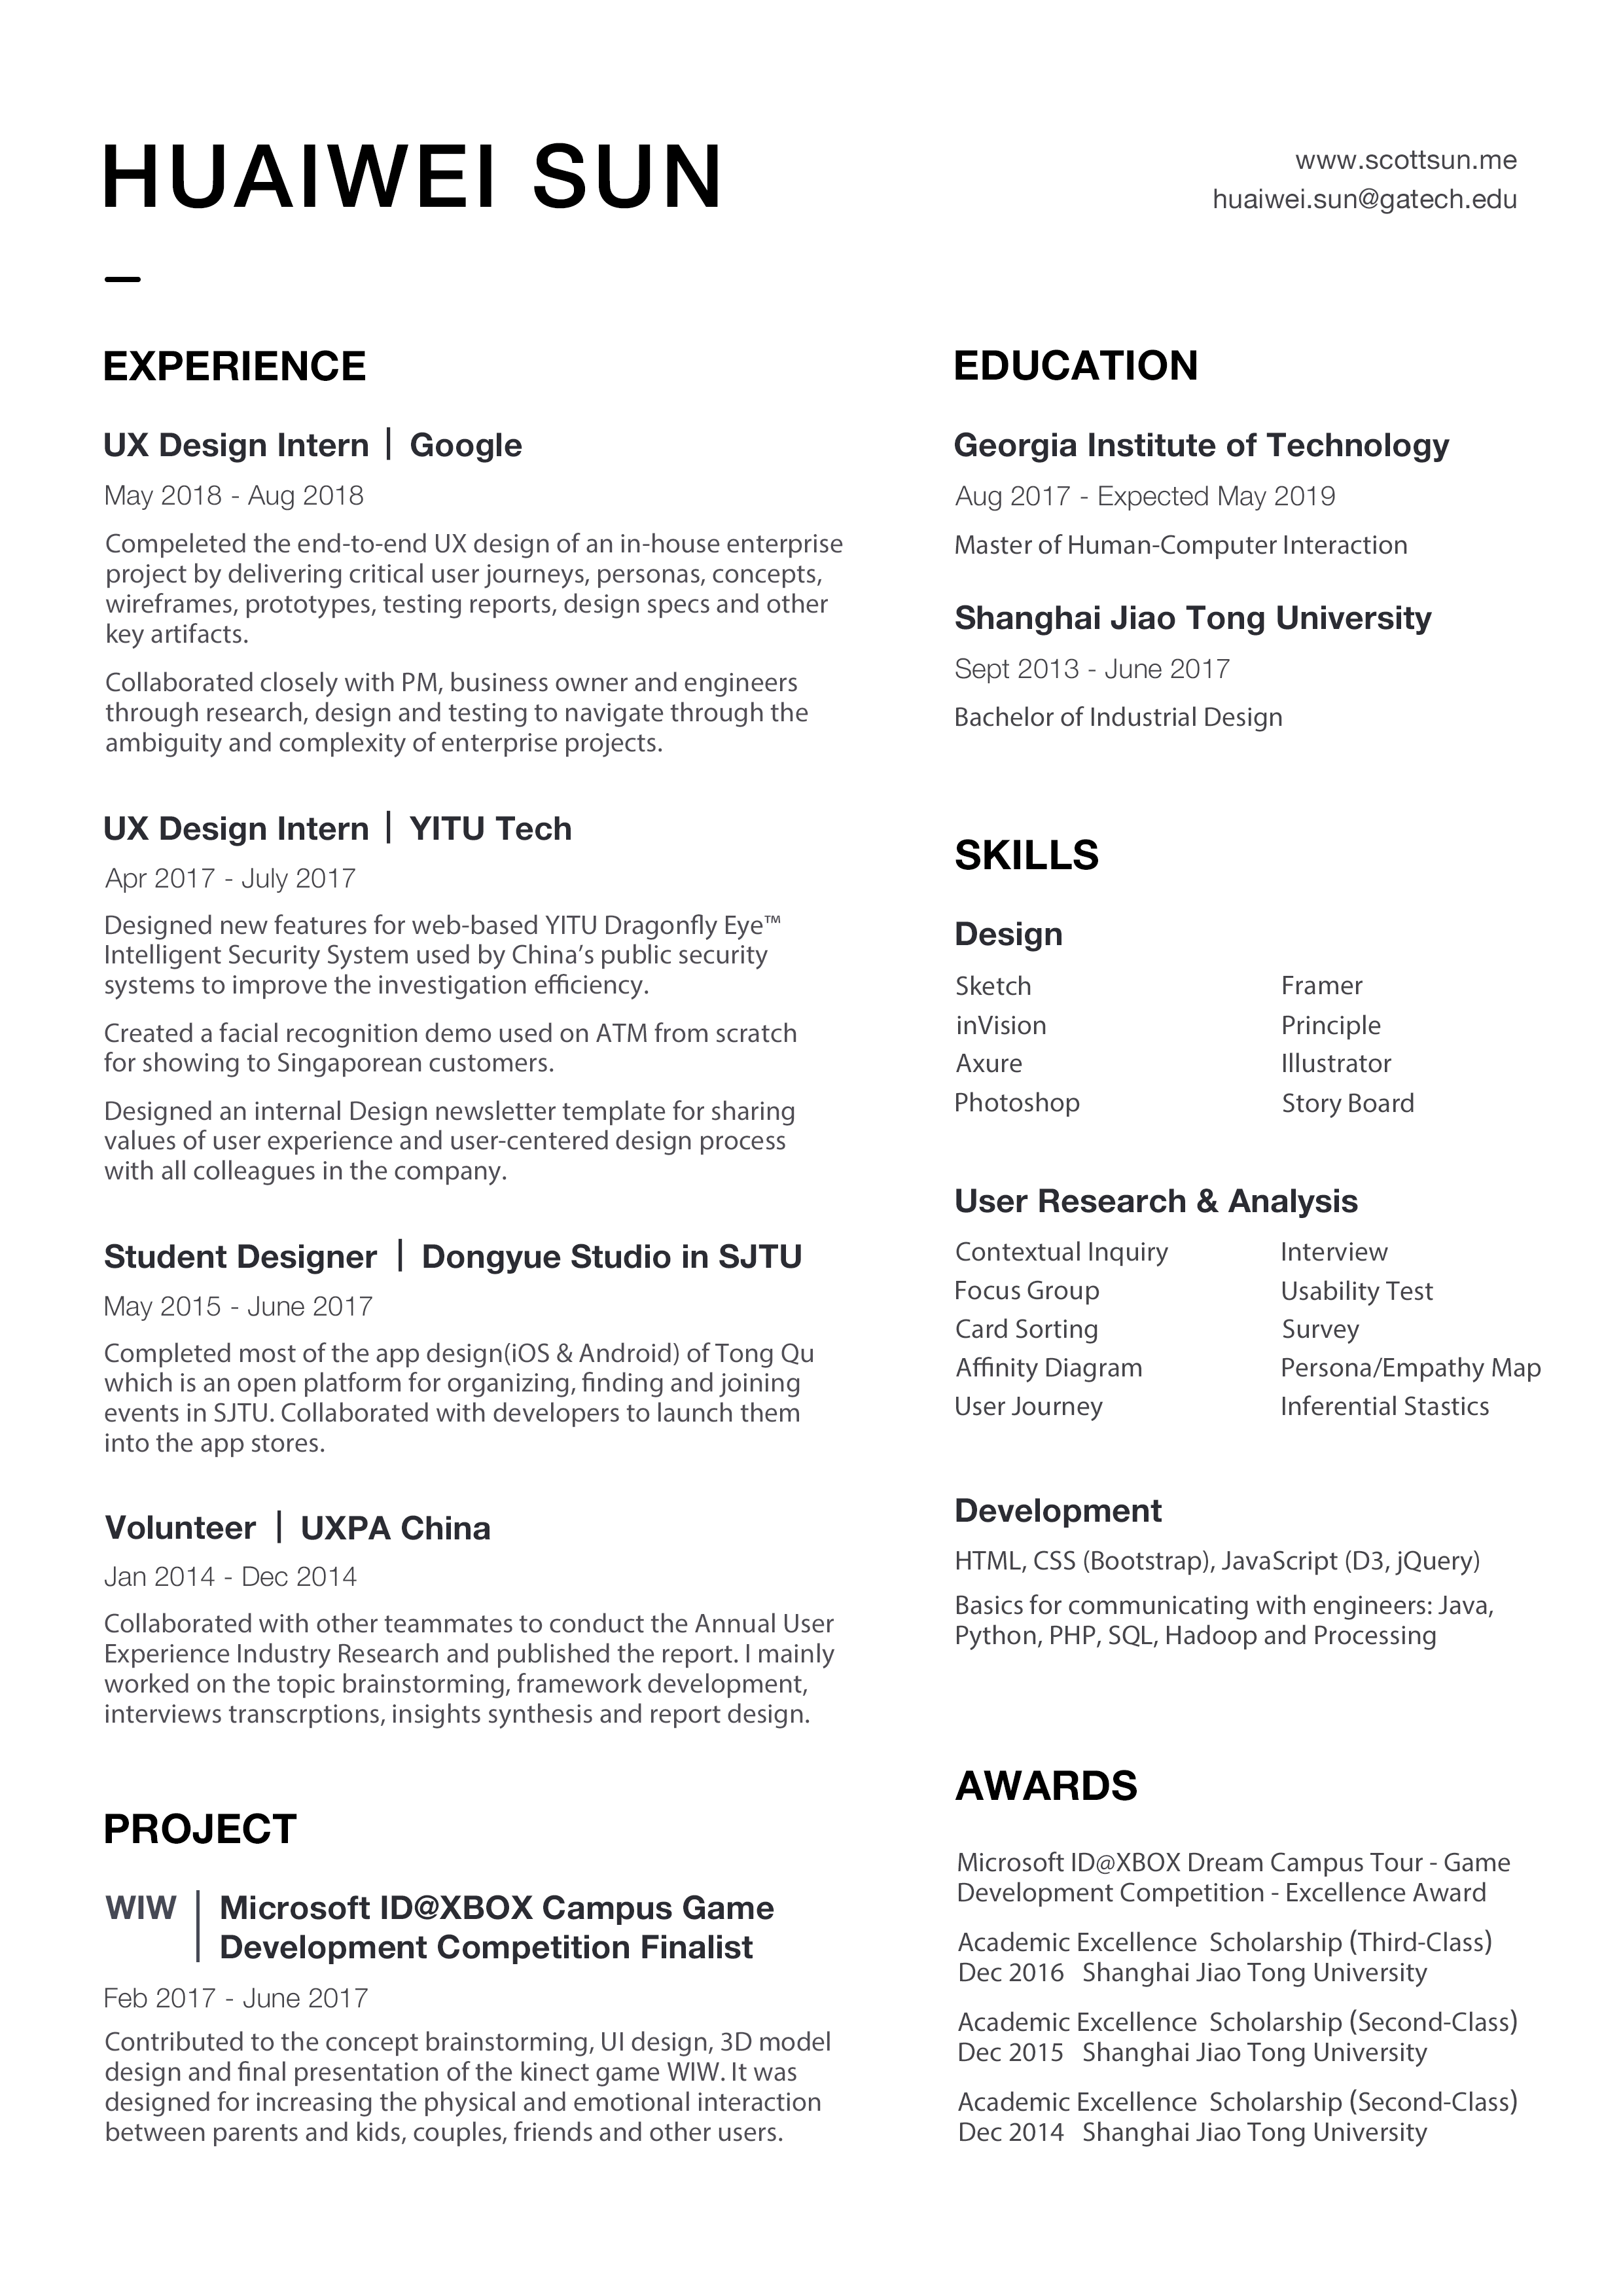 HUAIWEI SUN
www.scottsun.me
huaiwei.sun@gatech.edu
EXPERIENCE
UX Design Intern | Google
May 2018 - Aug 2018
Compeleted the end-to-end UX design of an in-house enterprise
project by delivering critical user journeys, personas, concepts,
wireframes, prototypes, testing reports, design specs and other
key artifacts.
Collaborated closely with PM, business owner and engineers
through research, design and testing to navigate through the
ambiguity and complexity of enterprise projects.
UX Design Intern | YITU Tech
Apr 2017 - July 2017
Designed new features for web-based YITU Dragonfly Eye™
Intelligent Security System used by China’s public security
systems to improve the investigation efficiency.
Created a facial recognition demo used on ATM from scratch
for showing to Singaporean customers.
Designed an internal Design newsletter template for sharing
values of user experience and user-centered design process
with all colleagues in the company.
Student Designer | Dongyue Studio in SJTU
May 2015 - June 2017
Completed most of the app design(iOS & Android) of Tong Qu
which is an open platform for organizing, finding and joining
events in SJTU. Collaborated with developers to launch them
into the app stores.
Volunteer | UXPA China
Jan 2014 - Dec 2014
Collaborated with other teammates to conduct the Annual User
Experience Industry Research and published the report. I mainly
worked on the topic brainstorming, framework development,
interviews transcrptions, insights synthesis and report design.
PROJECT
WIW | Microsoft ID@XBOX Campus Game
Development Competition Finalist
Feb 2017 - June 2017
Contributed to the concept brainstorming, UI design, 3D model
design and final presentation of the kinect game WIW. It was
designed for increasing the physical and emotional interaction
between parents and kids, couples, friends and other users.
EDUCATION
Georgia Institute of Technology
Aug 2017 - Expected May 2019
Master of Human-Computer Interaction
Shanghai Jiao Tong University
Sept 2013 - June 2017
Bachelor of Industrial Design
SKILLS
Design
Sketch Framer
inVision Principle
Axure Illustrator
Photoshop Story Board
User Research & Analysis
Contextual Inquiry Interview
Focus Group Usability Test
Card Sorting Survey
Affinity Diagram Persona/Empathy Map
User Journey Inferential Stastics
Development
HTML, CSS (Bootstrap), JavaScript (D3, jQuery)
Basics for communicating with engineers: Java,
Python, PHP, SQL, Hadoop and Processing
AWARDS
Microsoft ID@XBOX Dream Campus Tour - Game
Development Competition - Excellence Award
Academic Excellence Scholarship (Third-Class)
Dec 2016 Shanghai Jiao Tong University
Academic Excellence Scholarship (Second-Class)
Dec 2015 Shanghai Jiao Tong University
Academic Excellence Scholarship (Second-Class)
Dec 2014 Shanghai Jiao Tong University